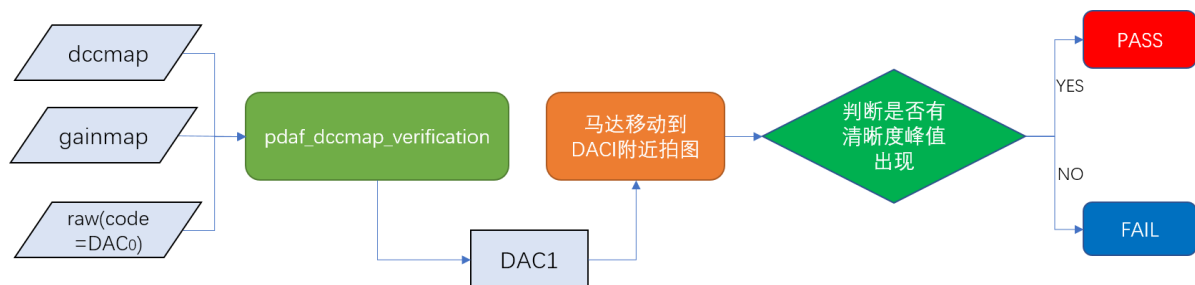 dccmap
gainmap
raw(code
=DAC₀)
pdaf_dccmap_verification
DAC1
马达移动到
DACI附近拍图
判断是否有
清晰度峰值
出现
YES
PASS
NO
FAIL